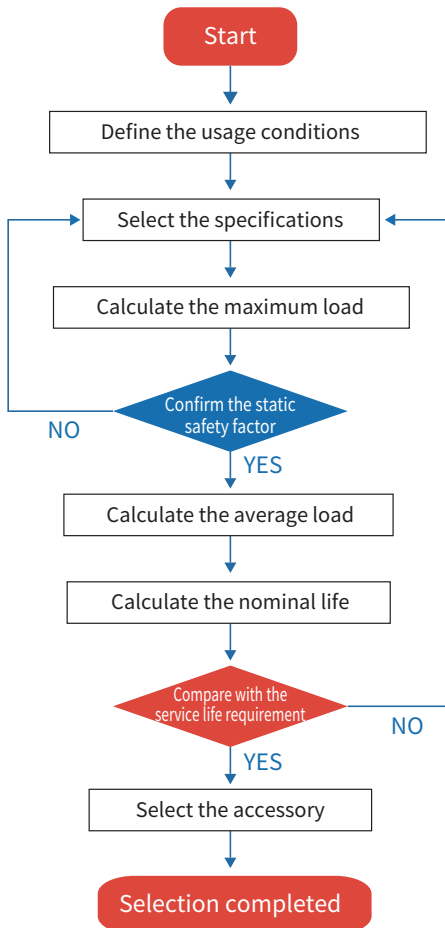 Start
Define the usage conditions
Select the specifications
Calculate the maximum load
Confirm the static
safety factor
NO
YES
Calculate the average load
Calculate the nominal life
Compare with the
service life requirement
NO
YES
Select the accessory
Selection completed